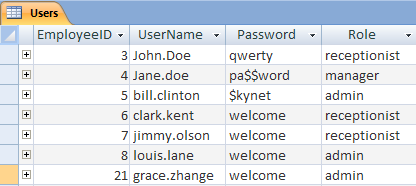 Users
EmployeeID UserName Password Role
3 John.Doe qwerty receptionist
4 Jane.doe pa$$word manager
5 bill.clinton $kynet admin
6 clark.kent welcome receptionist
7 jimmy.olson welcome receptionist
8 louis.lane welcome admin
21 grace.zhange welcome admin